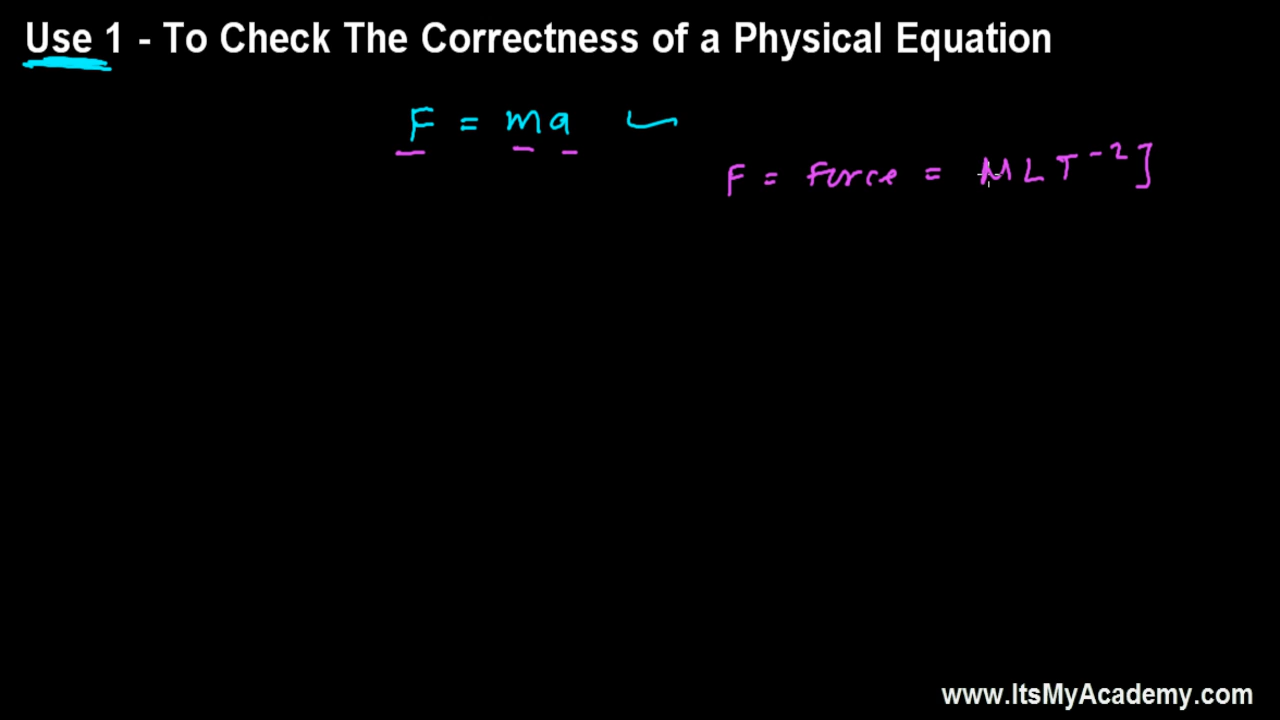 Use 1 - To Check The Correctness of a Physical Equation
F = ma
F = Force = MLT⁻²]
www.ItsMyAcademy.com